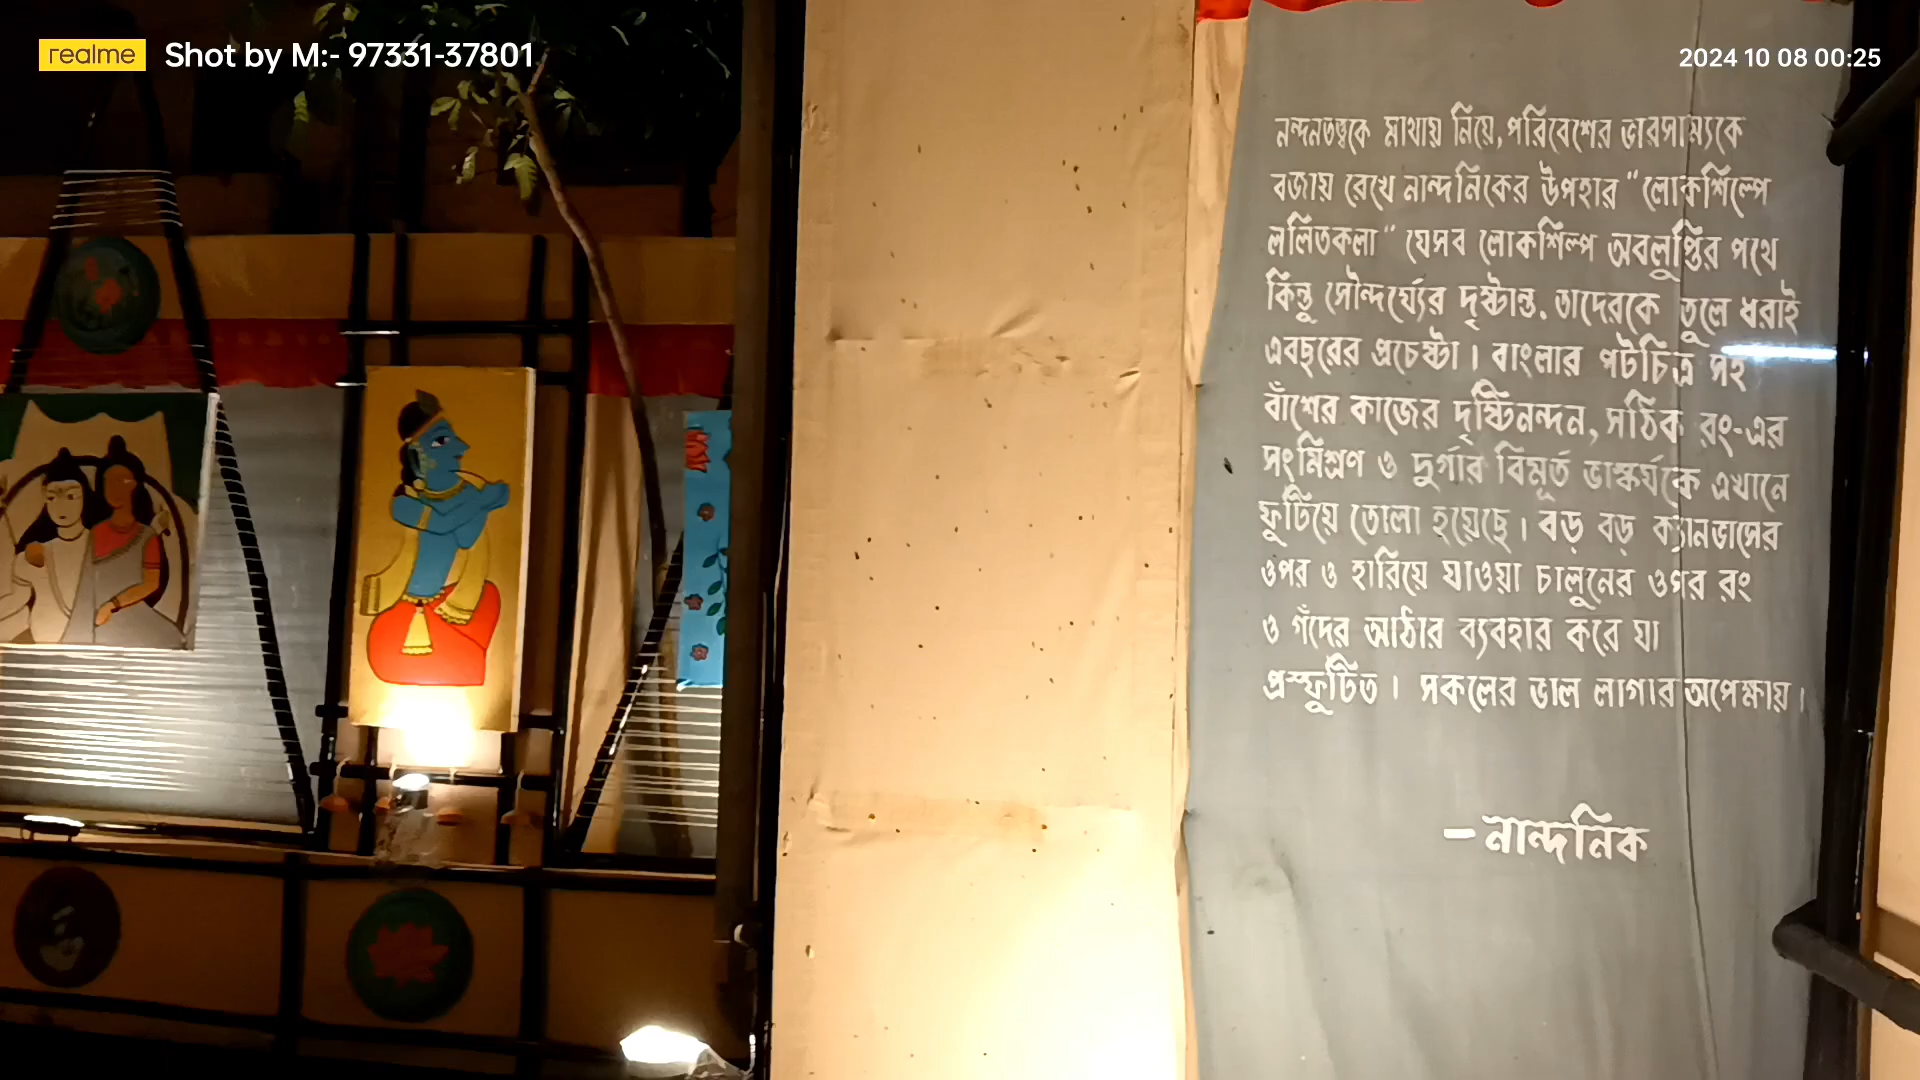 realme Shot by M:- 97331-37801
2024 10 08 00:25
নন্দনতত্ত্বকে মাথায় নিয়ে, পরিবেশের ভারসাম্যকে
বজায় রেখে নান্দনিকের উপহার "লোকশিল্পে
ললিতকলা" যেসব লোকশিল্প অবলুপ্তির পথে
কিন্তু সৌন্দর্য্যের দৃষ্টান্ত. তাদেরকে তুলে ধরাই
এবছরের প্রচেষ্টা। বাংলার পটচিত্র সহ
বাঁশের কাজের দৃষ্টিনন্দন, সঠিক রং-এর
সংমিশ্রণ ও দুর্গার বিমূর্ত ভাস্কর্যকে এখানে
ফুটিয়ে তোলা হয়েছে। বড় বড় ক্যানভাসের
ওপর ও হারিয়ে যাওয়া চালুনের ওপর রং
ও গঁদের আঠার ব্যবহার করে যা
প্রস্ফুটিত। সকলের ভাল লাগার অপেক্ষায়।
– নান্দনিক